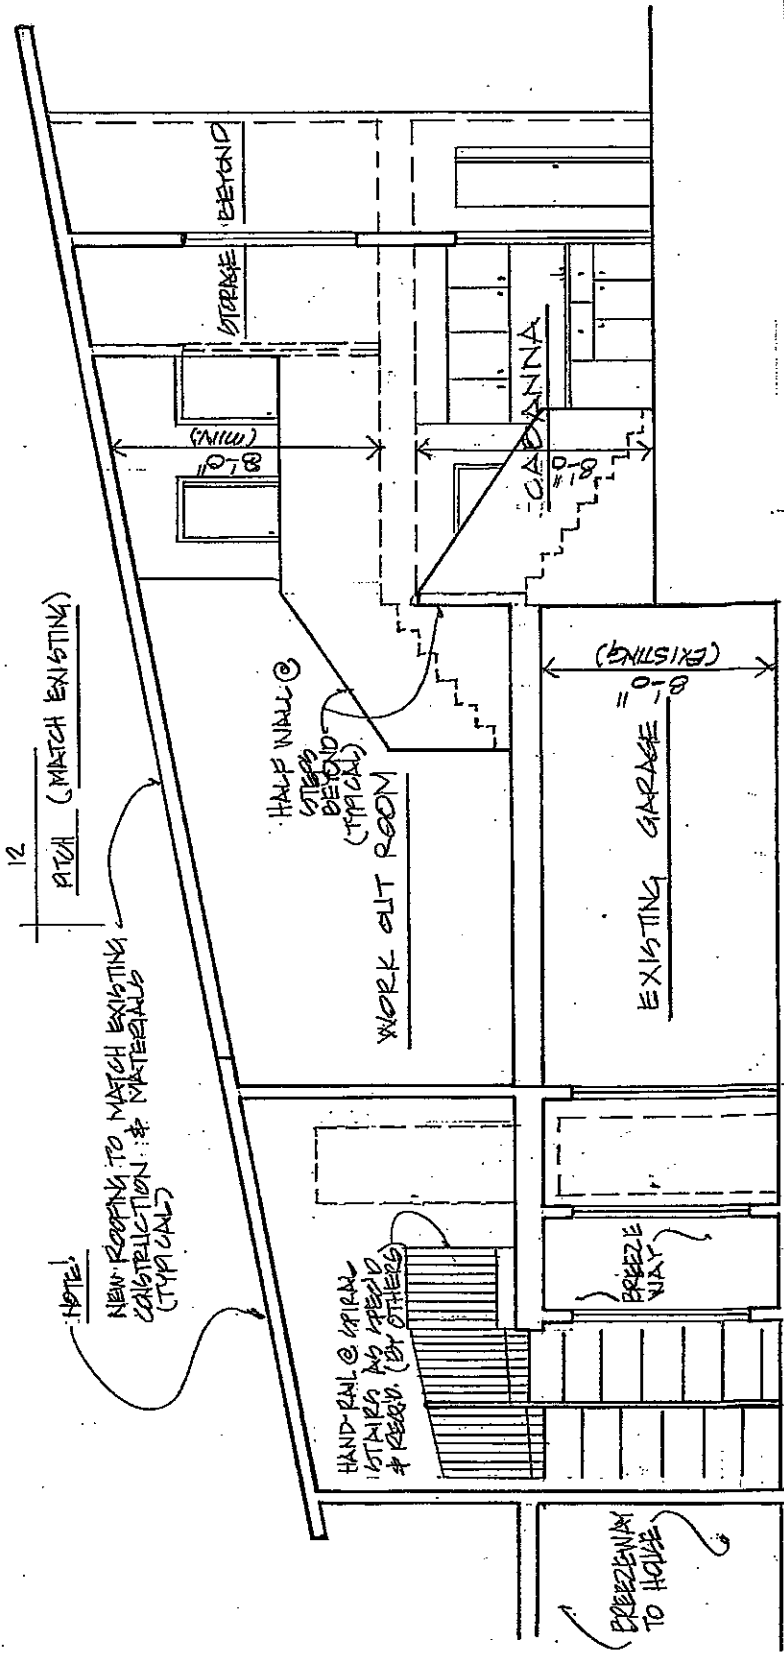 12
PITCH (MATCH EXISTING)
NOTE:
NEW ROOFING TO MATCH EXISTING
CONSTRUCTION & MATERIALS
(TYPICAL)
STORAGE BEYOND
8'-0"
(MIN.)
HALF WALL @
STEPS
BEYOND
(TYPICAL)
WORK OUT ROOM
CABANNA
8'-0"
HAND-RAIL @ SPIRAL
STAIRS AS SPEC'D
& REQ'D. (BY OTHERS)
EXISTING GARAGE
8'-0"
(EXISTING)
BREEZE
WAY
BREEZEWAY
TO HOUSE